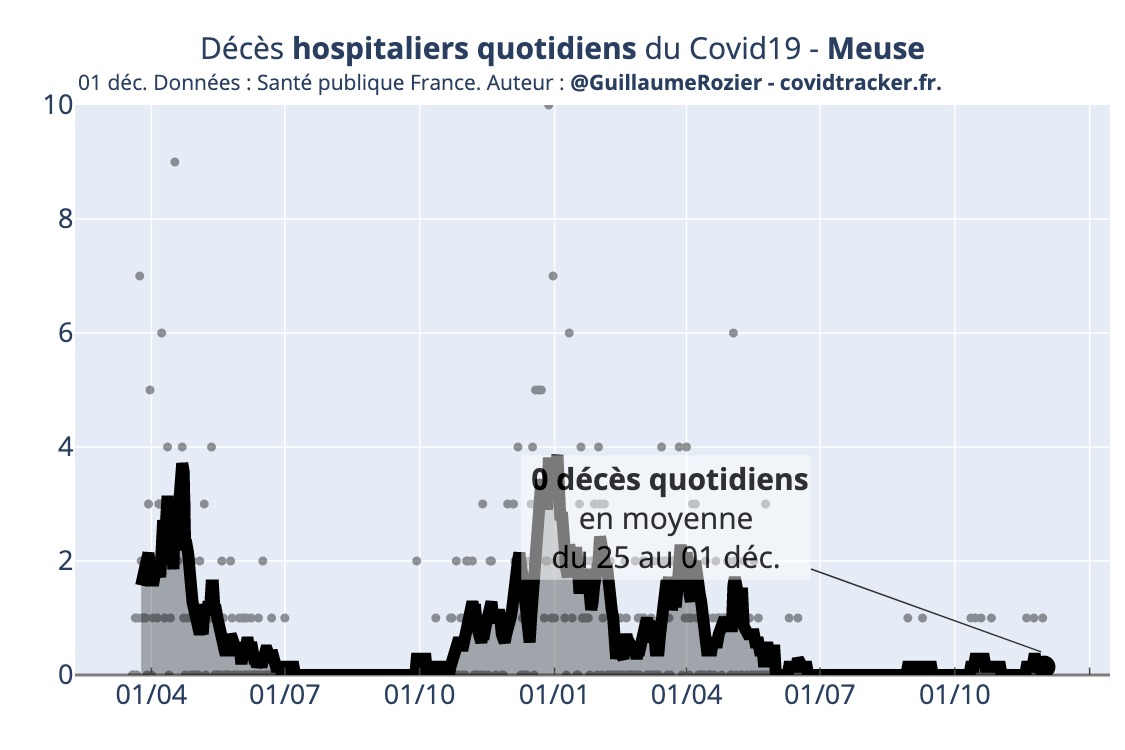 Décès hospitaliers quotidiens du Covid19 - Meuse
01 déc. Données : Santé publique France. Auteur : @GuillaumeRozier - covidtracker.fr.
10
8
6
4
2
0
0 décès quotidiens
en moyenne
du 25 au 01 déc.
01/04 01/07 01/10 01/01 01/04 01/07 01/10